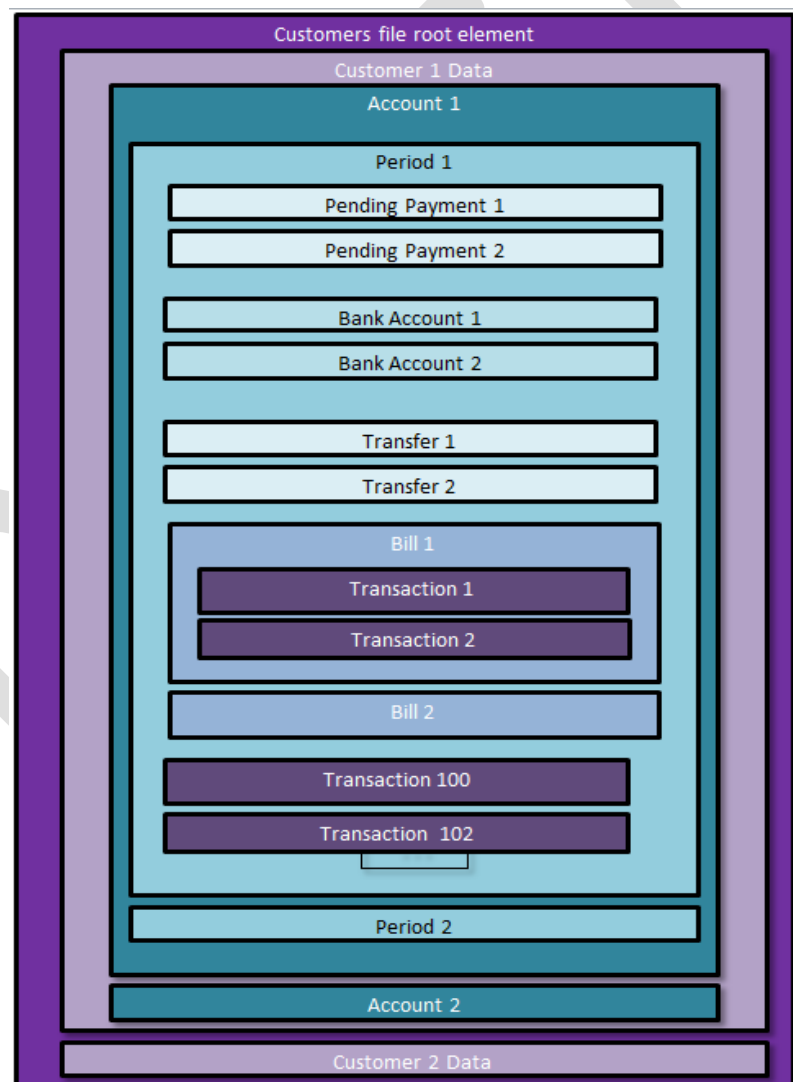 Customers file root element
Customer 1 Data
Account 1
Period 1
Pending Payment 1
Pending Payment 2
Bank Account 1
Bank Account 2
Transfer 1
Transfer 2
Bill 1
Transaction 1
Transaction 2
Bill 2
Transaction 100
Transaction 102
Period 2
Account 2
Customer 2 Data